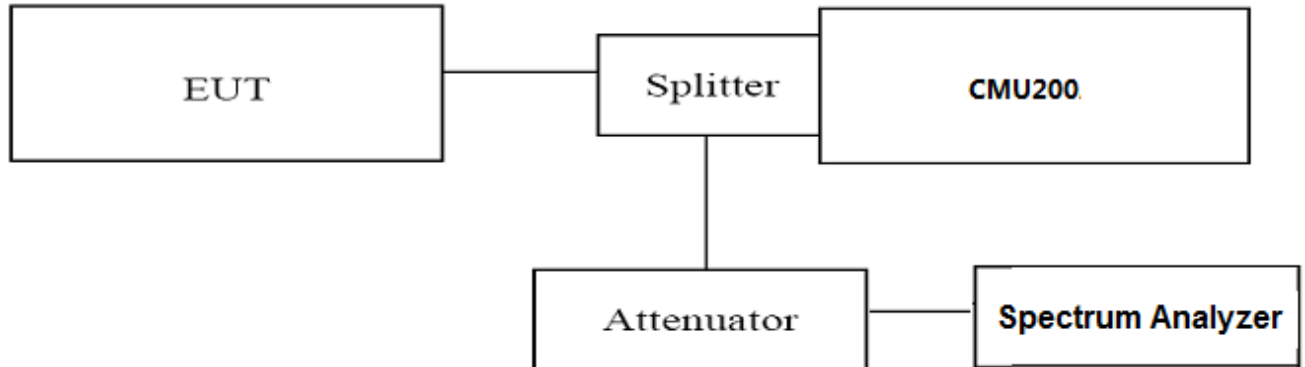 EUT
Splitter
CMU200.
Attenuator
Spectrum Analyzer